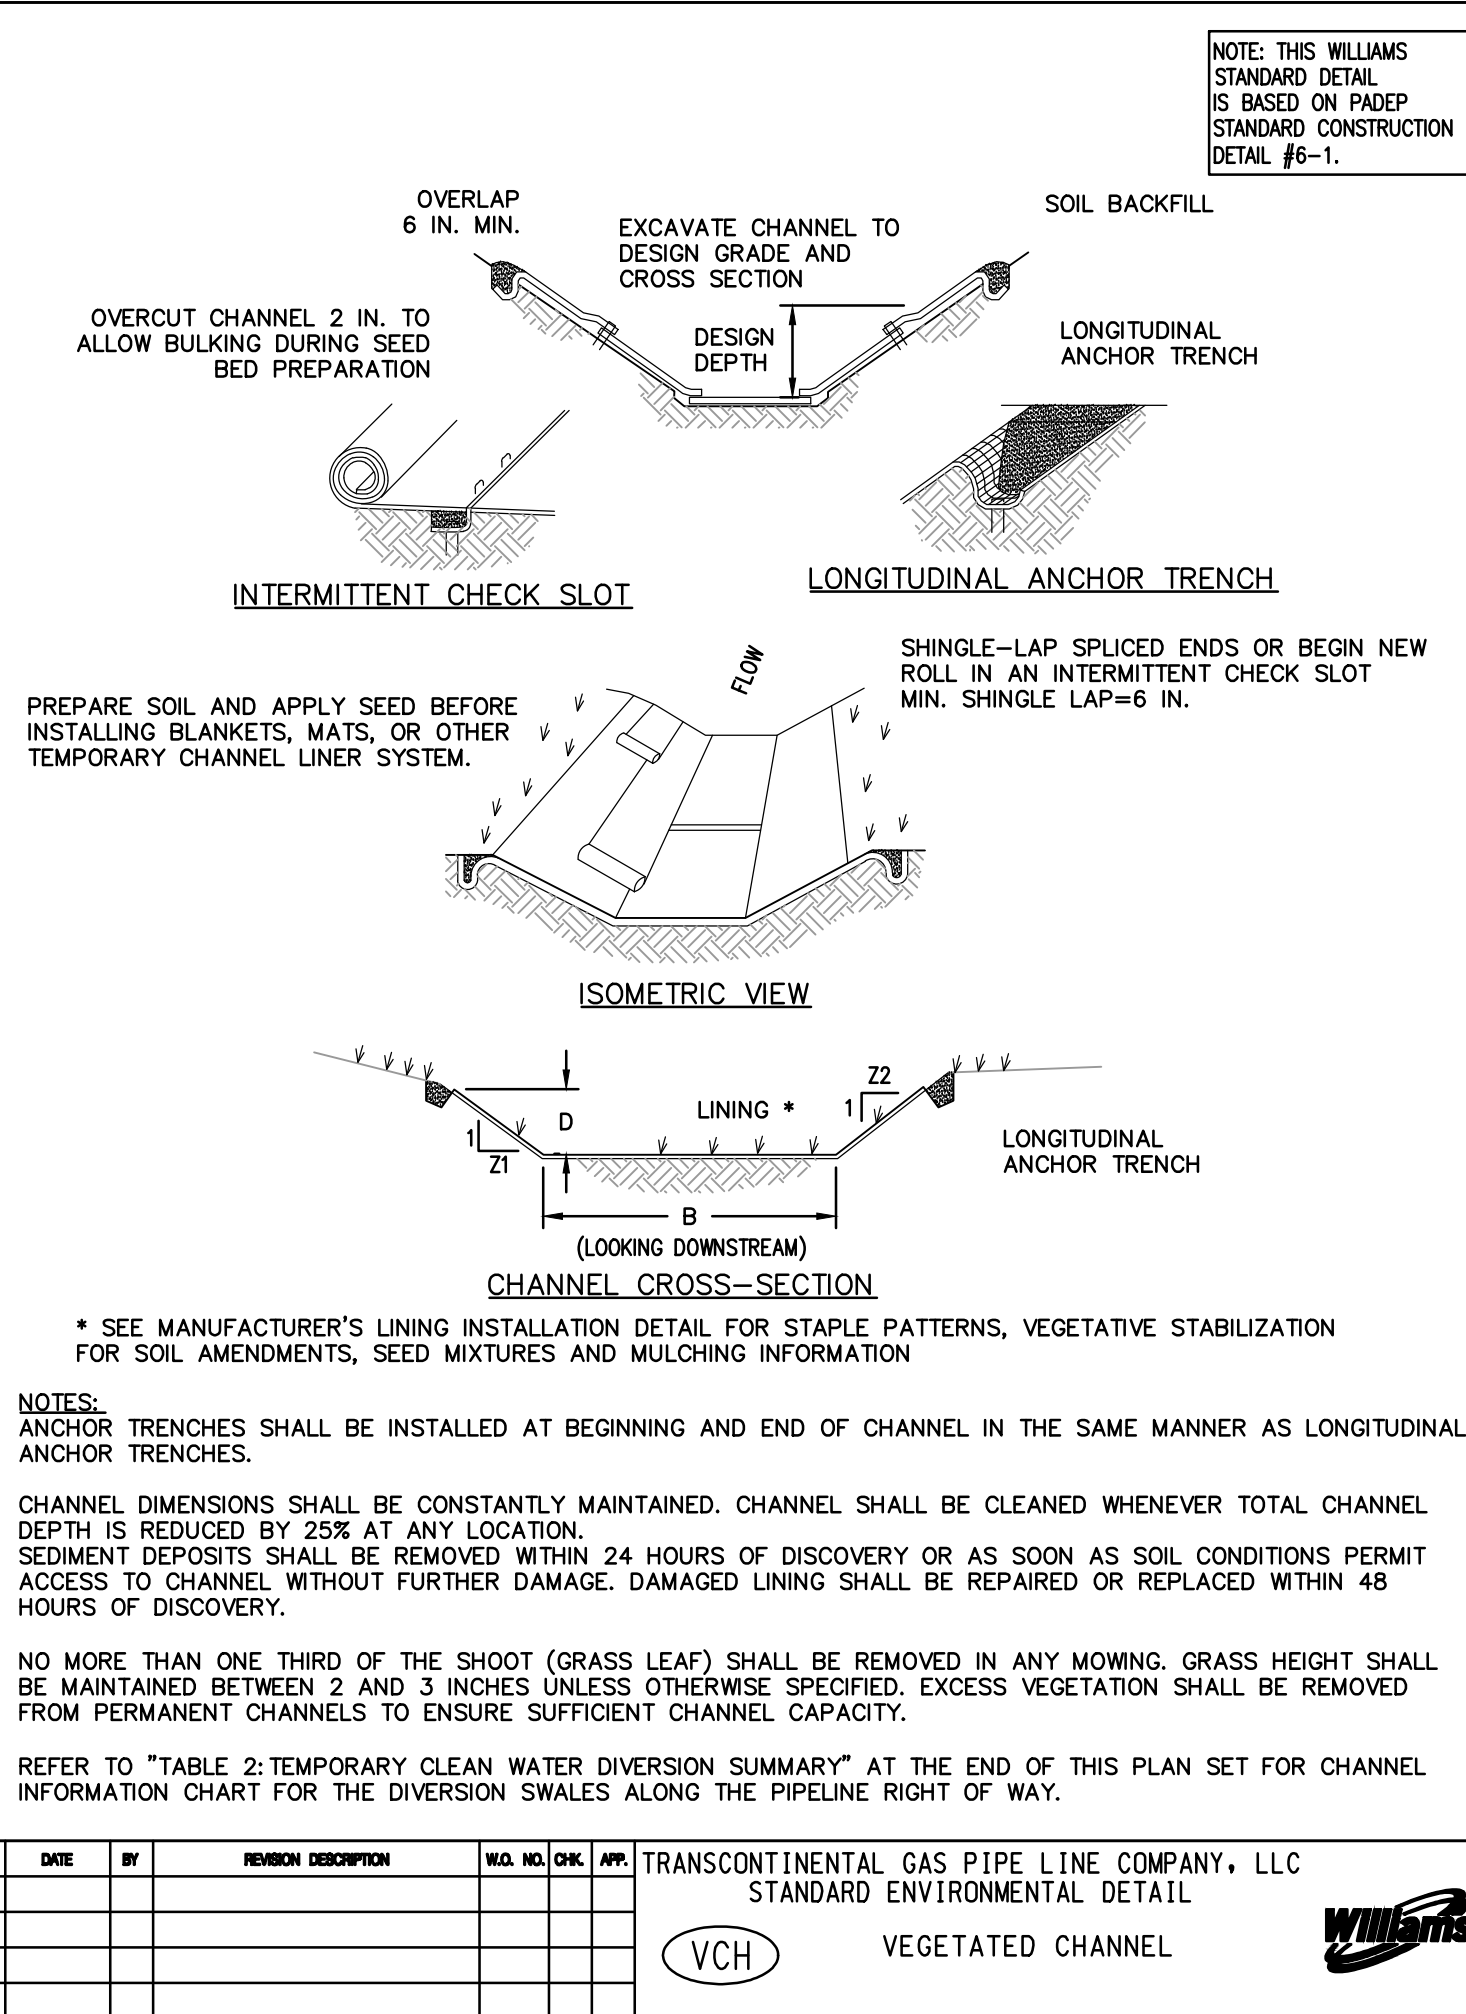 NOTE: THIS WILLIAMS
STANDARD DETAIL
IS BASED ON PADEP
STANDARD CONSTRUCTION
DETAIL #6-1.
OVERLAP
6 IN. MIN.
EXCAVATE CHANNEL TO
DESIGN GRADE AND
CROSS SECTION
SOIL BACKFILL
OVERCUT CHANNEL 2 IN. TO
ALLOW BULKING DURING SEED
BED PREPARATION
DESIGN
DEPTH
LONGITUDINAL
ANCHOR TRENCH
INTERMITTENT CHECK SLOT
LONGITUDINAL ANCHOR TRENCH
FLOW
SHINGLE-LAP SPLICED ENDS OR BEGIN NEW
ROLL IN AN INTERMITTENT CHECK SLOT
MIN. SHINGLE LAP=6 IN.
PREPARE SOIL AND APPLY SEED BEFORE
INSTALLING BLANKETS, MATS, OR OTHER
TEMPORARY CHANNEL LINER SYSTEM.
ISOMETRIC VIEW
1
Z1
D
LINING *
1
Z2
LONGITUDINAL
ANCHOR TRENCH
B
(LOOKING DOWNSTREAM)
CHANNEL CROSS-SECTION
* SEE MANUFACTURER'S LINING INSTALLATION DETAIL FOR STAPLE PATTERNS, VEGETATIVE STABILIZATION
FOR SOIL AMENDMENTS, SEED MIXTURES AND MULCHING INFORMATION
NOTES:
ANCHOR TRENCHES SHALL BE INSTALLED AT BEGINNING AND END OF CHANNEL IN THE SAME MANNER AS LONGITUDINAL
ANCHOR TRENCHES.
CHANNEL DIMENSIONS SHALL BE CONSTANTLY MAINTAINED. CHANNEL SHALL BE CLEANED WHENEVER TOTAL CHANNEL
DEPTH IS REDUCED BY 25% AT ANY LOCATION.
SEDIMENT DEPOSITS SHALL BE REMOVED WITHIN 24 HOURS OF DISCOVERY OR AS SOON AS SOIL CONDITIONS PERMIT
ACCESS TO CHANNEL WITHOUT FURTHER DAMAGE. DAMAGED LINING SHALL BE REPAIRED OR REPLACED WITHIN 48
HOURS OF DISCOVERY.
NO MORE THAN ONE THIRD OF THE SHOOT (GRASS LEAF) SHALL BE REMOVED IN ANY MOWING. GRASS HEIGHT SHALL
BE MAINTAINED BETWEEN 2 AND 3 INCHES UNLESS OTHERWISE SPECIFIED. EXCESS VEGETATION SHALL BE REMOVED
FROM PERMANENT CHANNELS TO ENSURE SUFFICIENT CHANNEL CAPACITY.
REFER TO "TABLE 2: TEMPORARY CLEAN WATER DIVERSION SUMMARY" AT THE END OF THIS PLAN SET FOR CHANNEL
INFORMATION CHART FOR THE DIVERSION SWALES ALONG THE PIPELINE RIGHT OF WAY.
DATE BY REVISION DESCRIPTION W.O. NO. CHK. APP.
TRANSCONTINENTAL GAS PIPE LINE COMPANY, LLC
STANDARD ENVIRONMENTAL DETAIL
VCH
VEGETATED CHANNEL
Williams